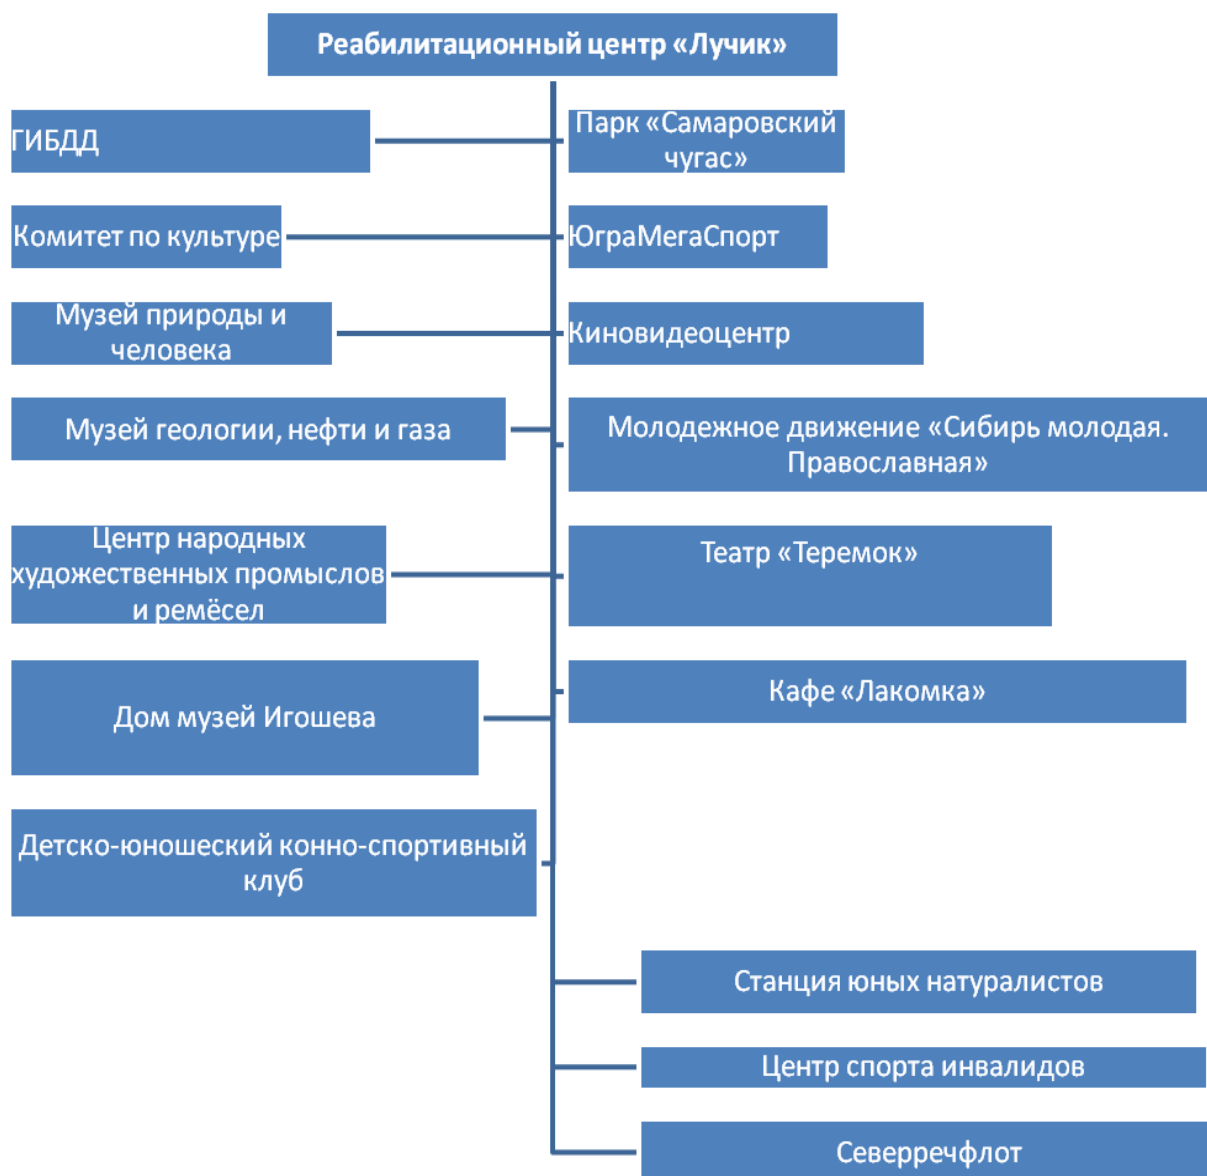 Реабилитационный центр «Лучик»
ГИБДД
Парк «Самаровский
чугас»
Комитет по культуре
ЮграМегаСпорт
Музей природы и
человека
Киновидеоцентр
Музей геологии, нефти и газа
Молодежное движение «Сибирь молодая.
Православная»
Центр народных
художественных промыслов
и ремёсел
Театр «Теремок»
Дом музей Игошева
Кафе «Лакомка»
Детско-юношеский конно-спортивный
клуб
Станция юных натуралистов
Центр спорта инвалидов
Северречфлот